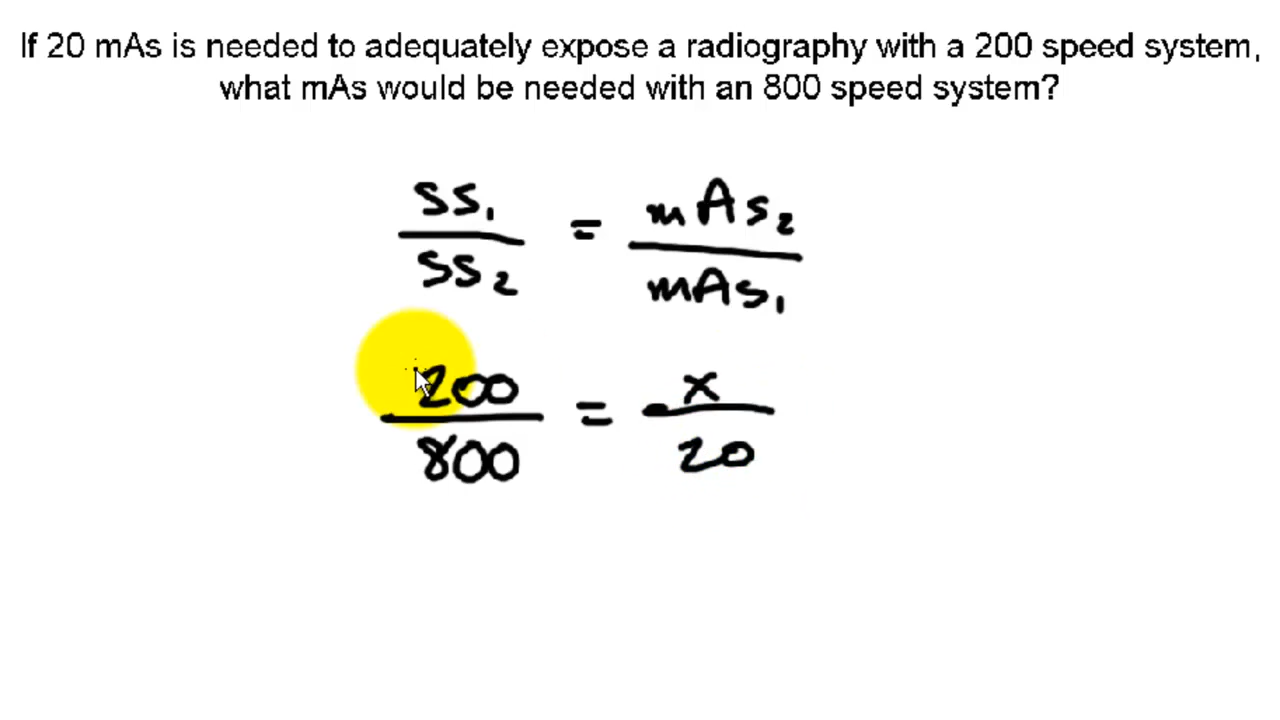 If 20 mAs is needed to adequately expose a radiography with a 200 speed system,
what mAs would be needed with an 800 speed system?
SS₁ / SS₂ = mAs₂ / mAs₁
200 / 800 = x / 20